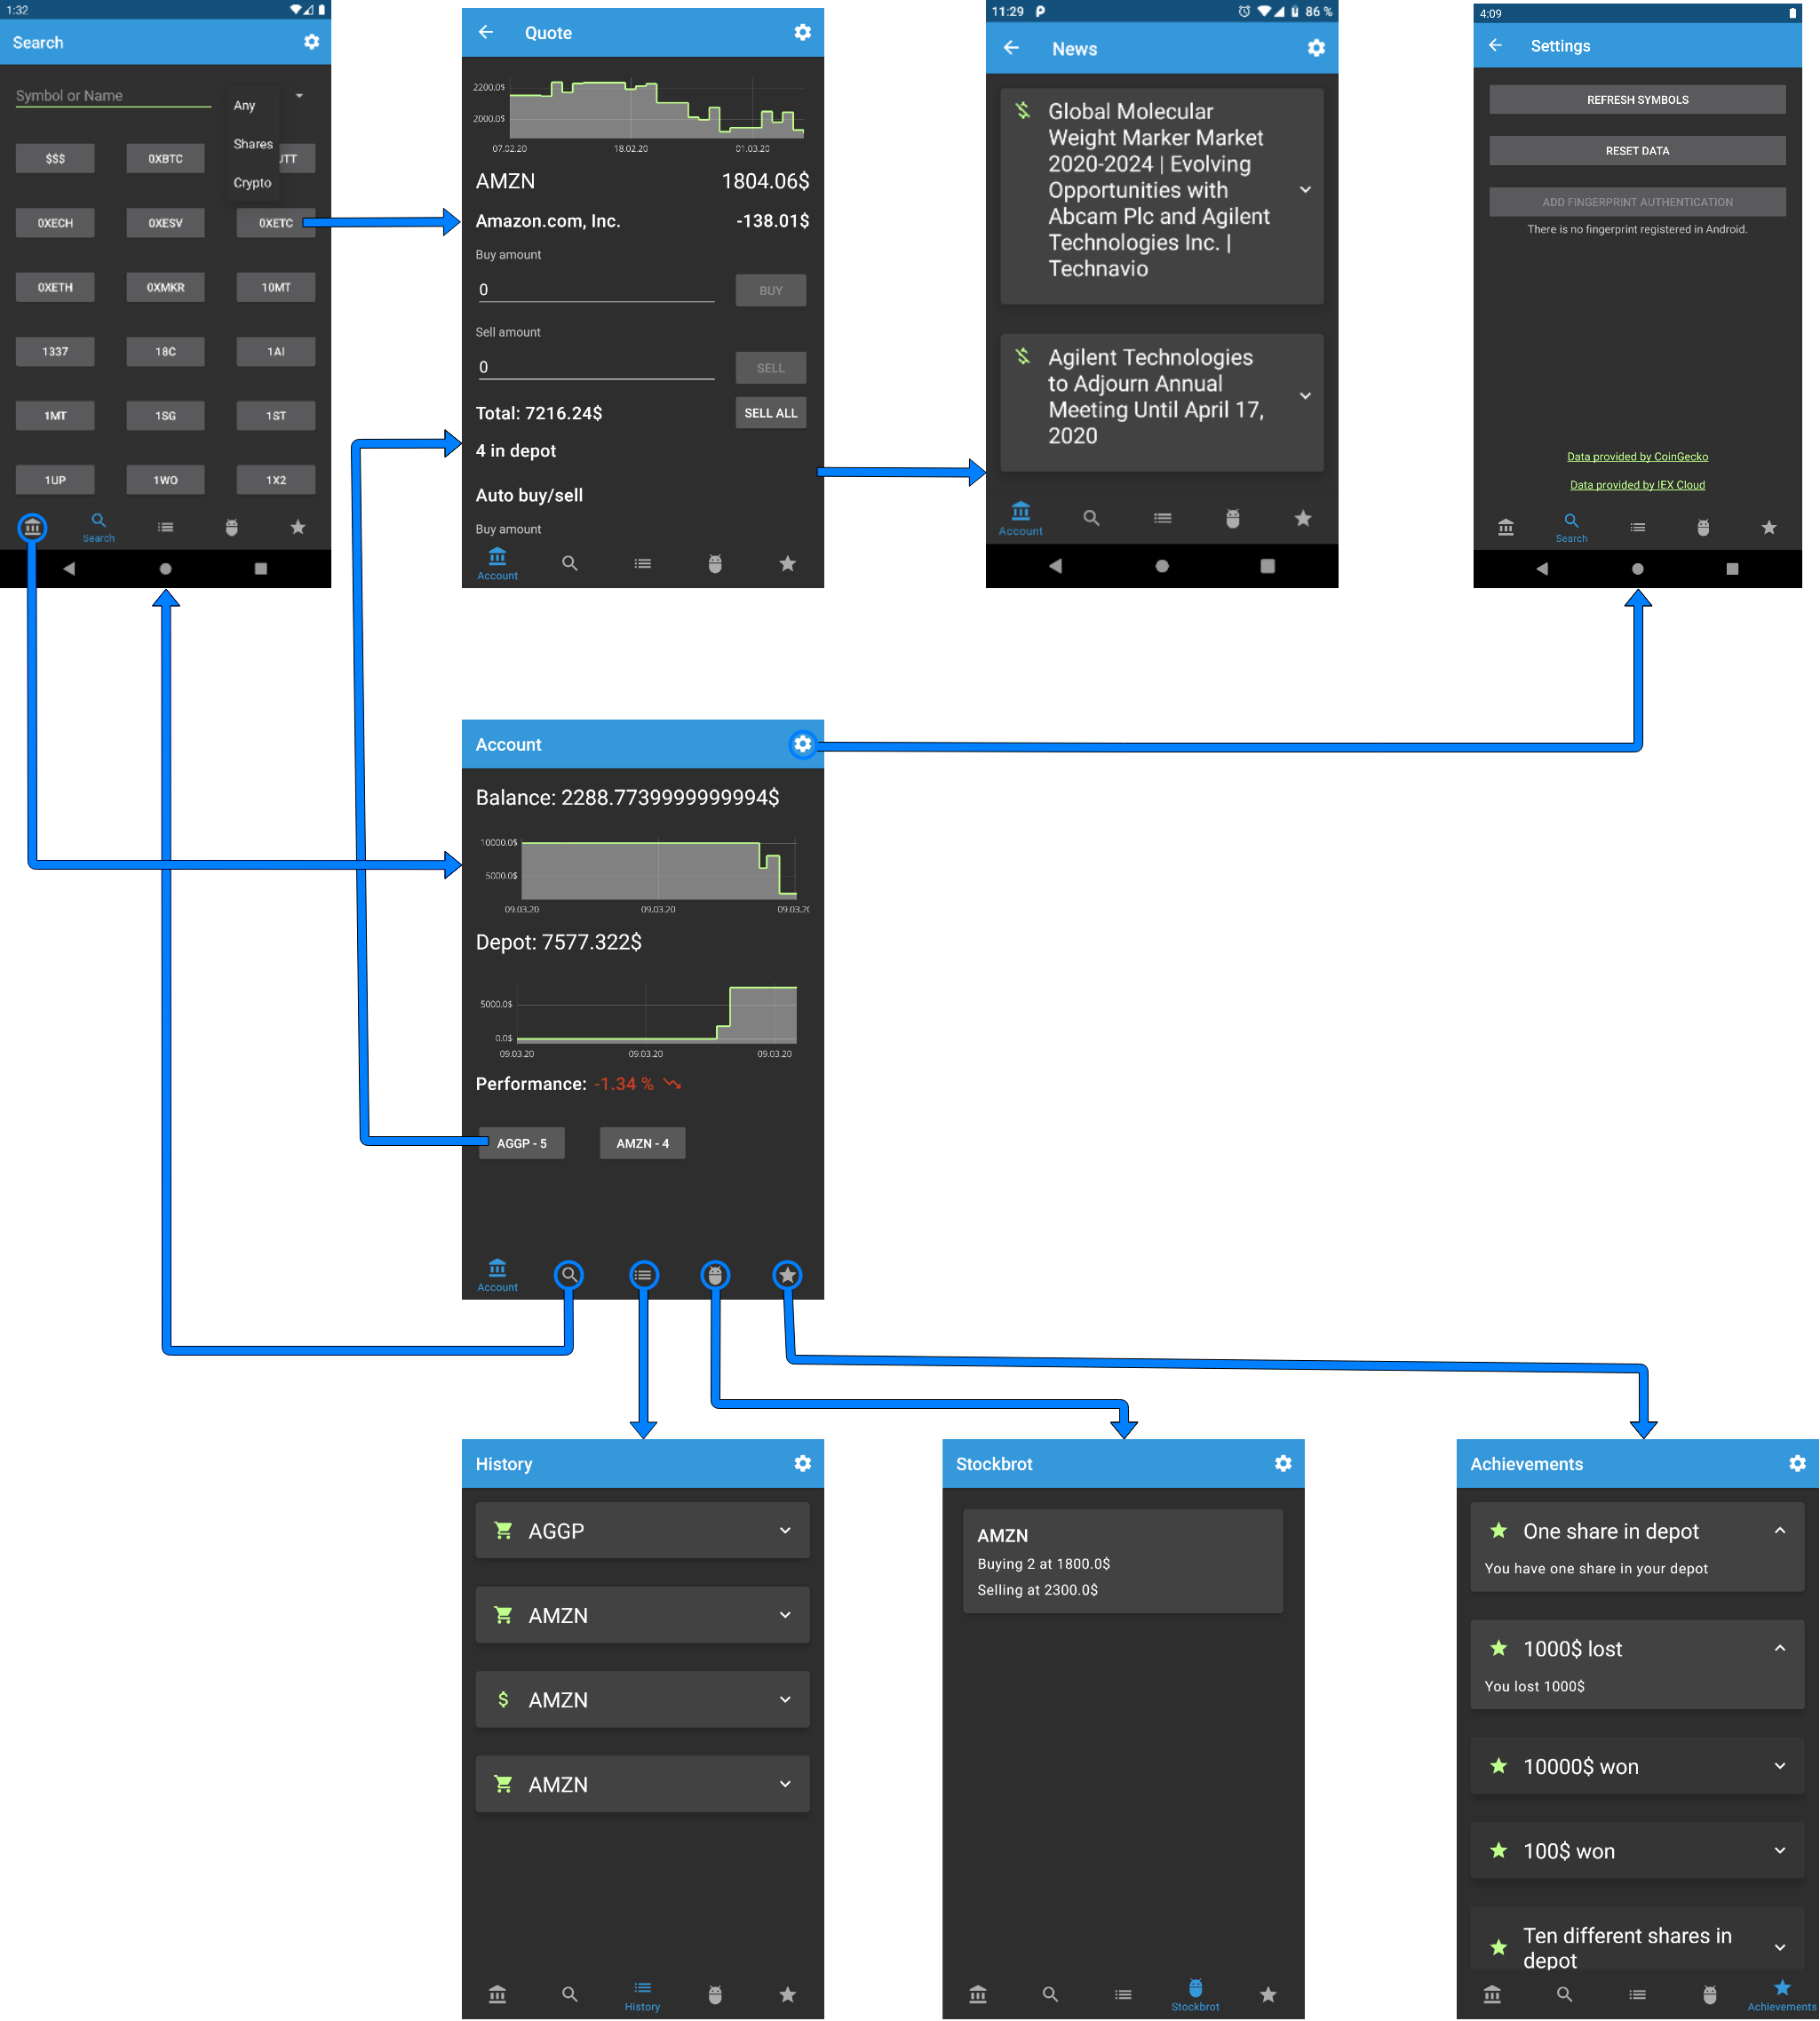 1:32
Search
Symbol or Name
Any
Shares
Crypto
$$$
0XBTC
UTT
0XECH
0XESV
0XETC
0XETH
0XMKR
10MT
1337
18C
1AI
1MT
1SG
1ST
1UP
1WO
1X2
Search
Quote
2200.0$
2000.0$
07.02.20
18.02.20
01.03.20
AMZN
1804.06$
Amazon.com, Inc.
-138.01$
Buy amount
0
BUY
Sell amount
0
SELL
Total: 7216.24$
SELL ALL
4 in depot
Auto buy/sell
Buy amount
Account
11:29
86 %
News
Global Molecular
Weight Marker Market
2020-2024 | Evolving
Opportunities with
Abcam Plc and Agilent
Technologies Inc. |
Technavio
Agilent Technologies
to Adjourn Annual
Meeting Until April 17,
2020
Account
4:09
Settings
REFRESH SYMBOLS
RESET DATA
ADD FINGERPRINT AUTHENTICATION
There is no fingerprint registered in Android.
Data provided by CoinGecko
Data provided by IEX Cloud
Search
Account
Balance: 2288.7739999999994$
10000.0$
5000.0$
09.03.20
09.03.20
09.03.2(
Depot: 7577.322$
5000.0$
0.0$
09.03.20
09.03.20
09.03.20
Performance: -1.34 %
AGGP - 5
AMZN - 4
Account
History
AGGP
AMZN
$ AMZN
AMZN
History
Stockbrot
AMZN
Buying 2 at 1800.0$
Selling at 2300.0$
Stockbrot
Achievements
One share in depot
You have one share in your depot
1000$ lost
You lost 1000$
10000$ won
100$ won
Ten different shares in
depot
Achievements